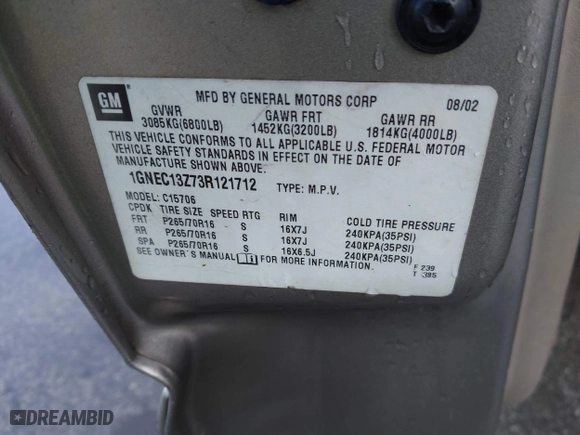 GM
MFD BY GENERAL MOTORS CORP 08/02
GVWR GAWR FRT GAWR RR
3085KG(6800LB) 1452KG(3200LB) 1814KG(4000LB)
THIS VEHICLE CONFORMS TO ALL APPLICABLE U.S. FEDERAL MOTOR
VEHICLE SAFETY STANDARDS IN EFFECT ON THE DATE OF
MANUFACTURE SHOWN ABOVE.
1GNEC13Z73R121712 TYPE: M.P.V.
MODEL: C15706
CPDK TIRE SIZE SPEED RTG RIM COLD TIRE PRESSURE
FRT P265/70R16 S 16X7J 240KPA(35PSI)
RR P265/70R16 S 16X7J 240KPA(35PSI)
SPA P265/70R16 S 16X6.5J 240KPA(35PSI)
SEE OWNER'S MANUAL FOR MORE INFORMATION.
F 239
T 395
DREAMBID